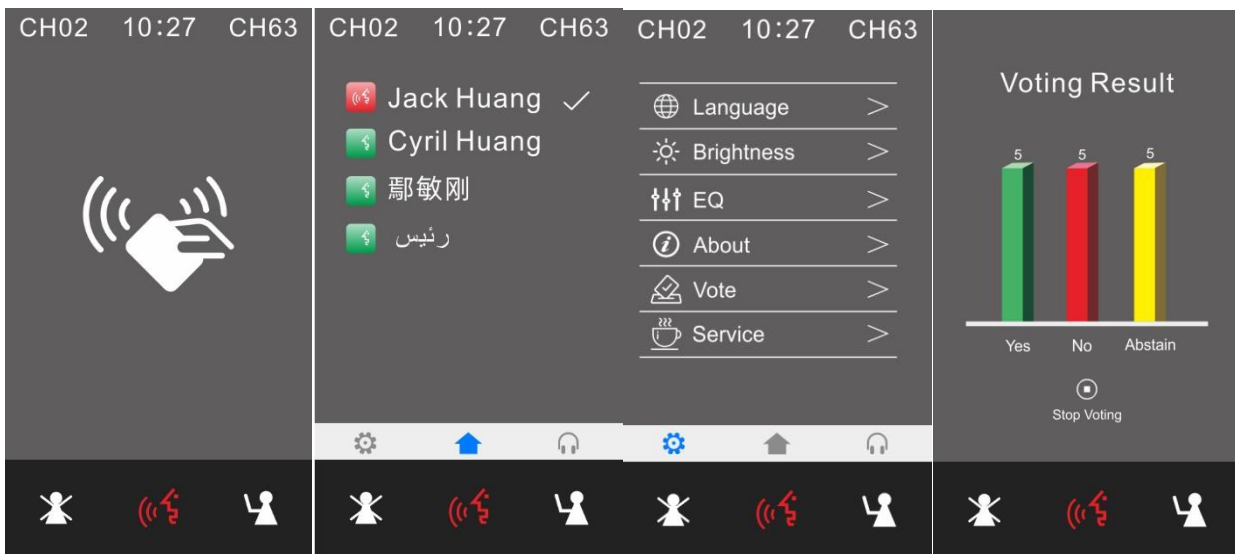 CH02 10:27 CH63
CH02 10:27 CH63
Jack Huang
Cyril Huang
鄢敏刚
رئيس
CH02 10:27 CH63
Language
Brightness
EQ
About
Vote
Service
Voting Result
5 5 5
Yes No Abstain
Stop Voting